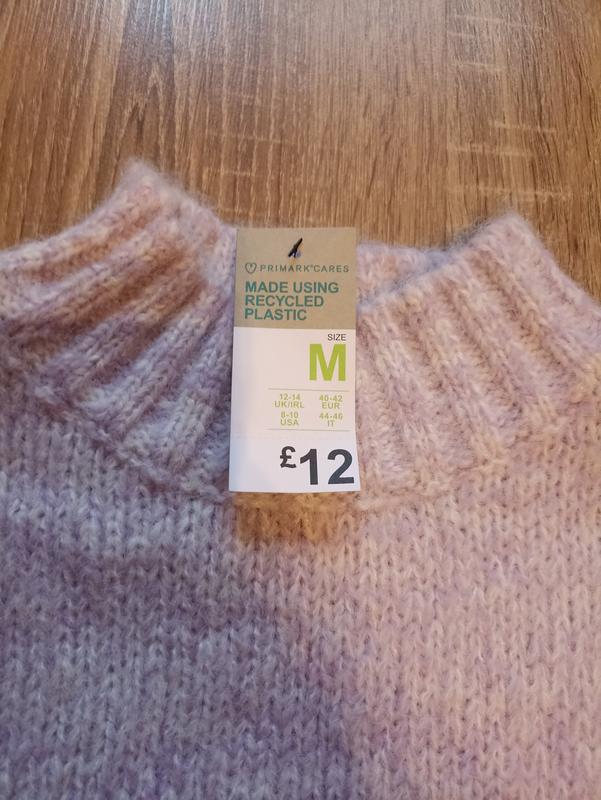 PRIMARK CARES
MADE USING
RECYCLED
PLASTIC
SIZE
M
12-14 40-42
UK/IRL EUR
8-10 44-46
USA IT
£12